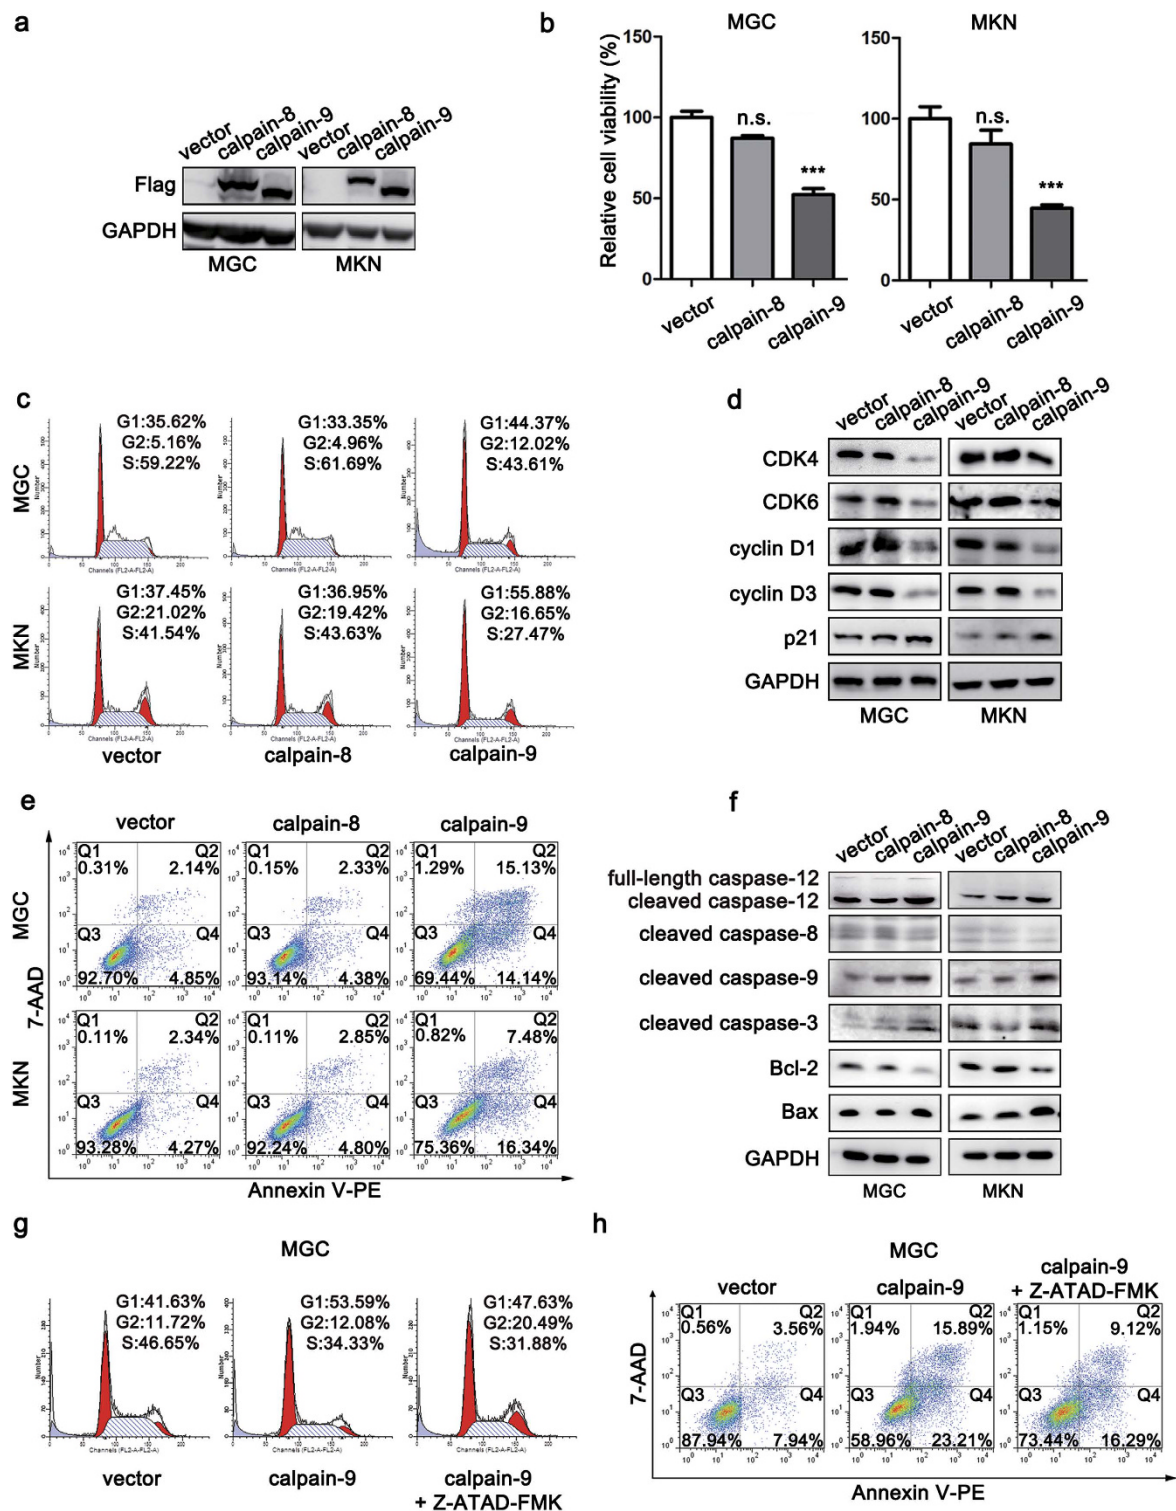 a
vector
calpain-8
calpain-9
vector
calpain-8
calpain-9
Flag
GAPDH
MGC
MKN
b
MGC
MKN
Relative cell viability (%)
150
100
50
0
n.s.
***
vector
calpain-8
calpain-9
150
100
50
0
n.s.
***
vector
calpain-8
calpain-9
c
MGC
G1:35.62%
G2:5.16%
S:59.22%
G1:33.35%
G2:4.96%
S:61.69%
G1:44.37%
G2:12.02%
S:43.61%
Number
Channels (FL2-A-FL2-A)
MKN
G1:37.45%
G2:21.02%
S:41.54%
G1:36.95%
G2:19.42%
S:43.63%
G1:55.88%
G2:16.65%
S:27.47%
Number
Channels (FL2-A-FL2-A)
vector
calpain-8
calpain-9
d
vector
calpain-8
calpain-9
vector
calpain-8
calpain-9
CDK4
CDK6
cyclin D1
cyclin D3
p21
GAPDH
MGC
MKN
e
vector
calpain-8
calpain-9
7-AAD
MGC
Q1 Q2
0.31% 2.14%
Q3 Q4
92.70% 4.85%
Q1 Q2
0.15% 2.33%
Q3 Q4
93.14% 4.38%
Q1 Q2
1.29% 15.13%
Q3 Q4
69.44% 14.14%
MKN
Q1 Q2
0.11% 2.34%
Q3 Q4
93.28% 4.27%
Q1 Q2
0.11% 2.85%
Q3 Q4
92.24% 4.80%
Q1 Q2
0.82% 7.48%
Q3 Q4
75.36% 16.34%
Annexin V-PE
f
vector
calpain-8
calpain-9
vector
calpain-8
calpain-9
full-length caspase-12
cleaved caspase-12
cleaved caspase-8
cleaved caspase-9
cleaved caspase-3
Bcl-2
Bax
GAPDH
MGC
MKN
g
MGC
G1:41.63%
G2:11.72%
S:46.65%
G1:53.59%
G2:12.08%
S:34.33%
G1:47.63%
G2:20.49%
S:31.88%
Number
Channels (FL2-A-FL2-A)
vector
calpain-9
calpain-9
+ Z-ATAD-FMK
h
MGC
vector
calpain-9
calpain-9
+ Z-ATAD-FMK
7-AAD
Q1 Q2
0.56% 3.56%
Q3 Q4
87.94% 7.94%
Q1 Q2
1.94% 15.89%
Q3 Q4
58.96% 23.21%
Q1 Q2
1.15% 9.12%
Q3 Q4
73.44% 16.29%
Annexin V-PE